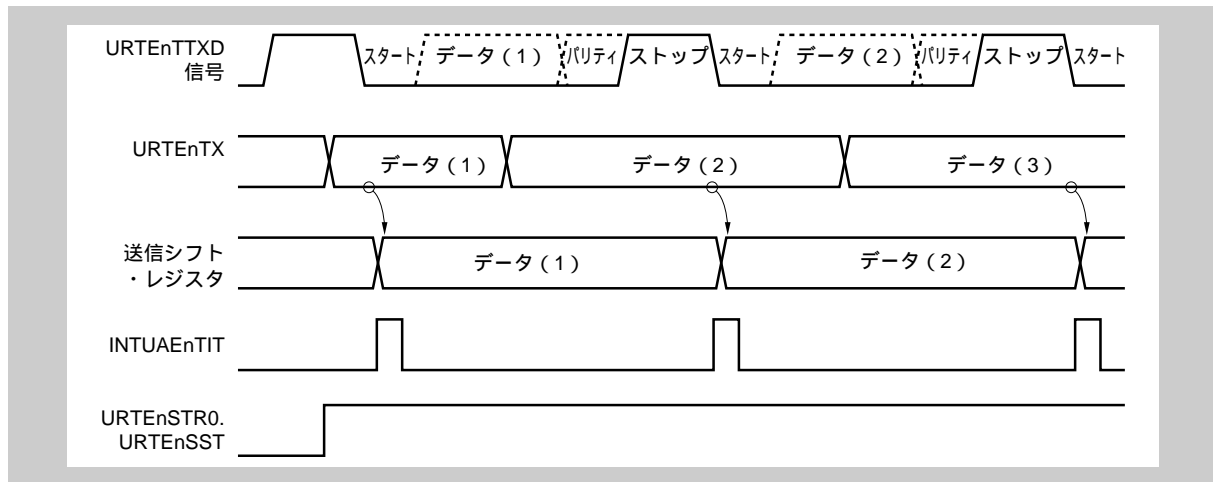 URTEnTTXD
信号
スタート データ（1） パリティ ストップ スタート データ（2） パリティ ストップ スタート
URTEnTX
データ（1） データ（2） データ（3）
送信シフト
・レジスタ
データ（1） データ（2）
INTUAEnTIT
URTEnSTR0.
URTEnSST